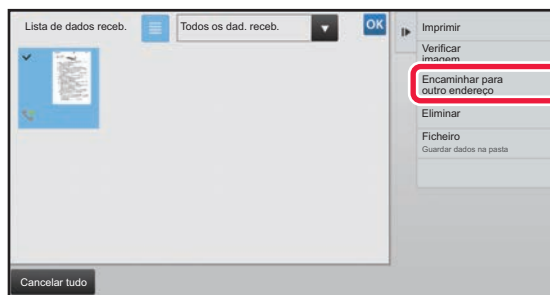 Lista de dados receb.
Todos os dad. receb.
OK
Imprimir
Verificar
imagem
Encaminhar para
outro endereço
Eliminar
Ficheiro
Guardar dados na pasta
Cancelar tudo